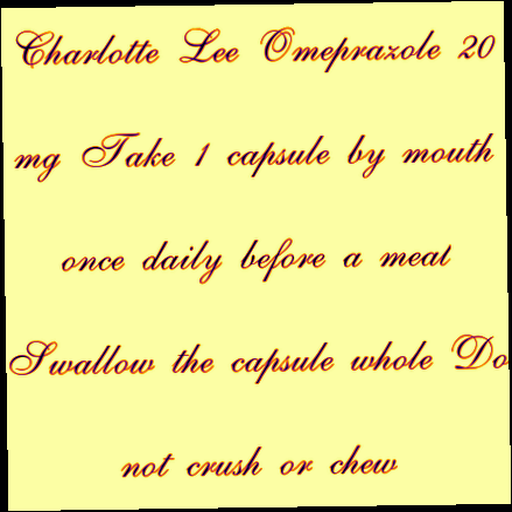 Charlotte Lee Omeprazole 20
mg Take 1 capsule by mouth
once daily before a meal
Swallow the capsule whole Do
not crush or chew